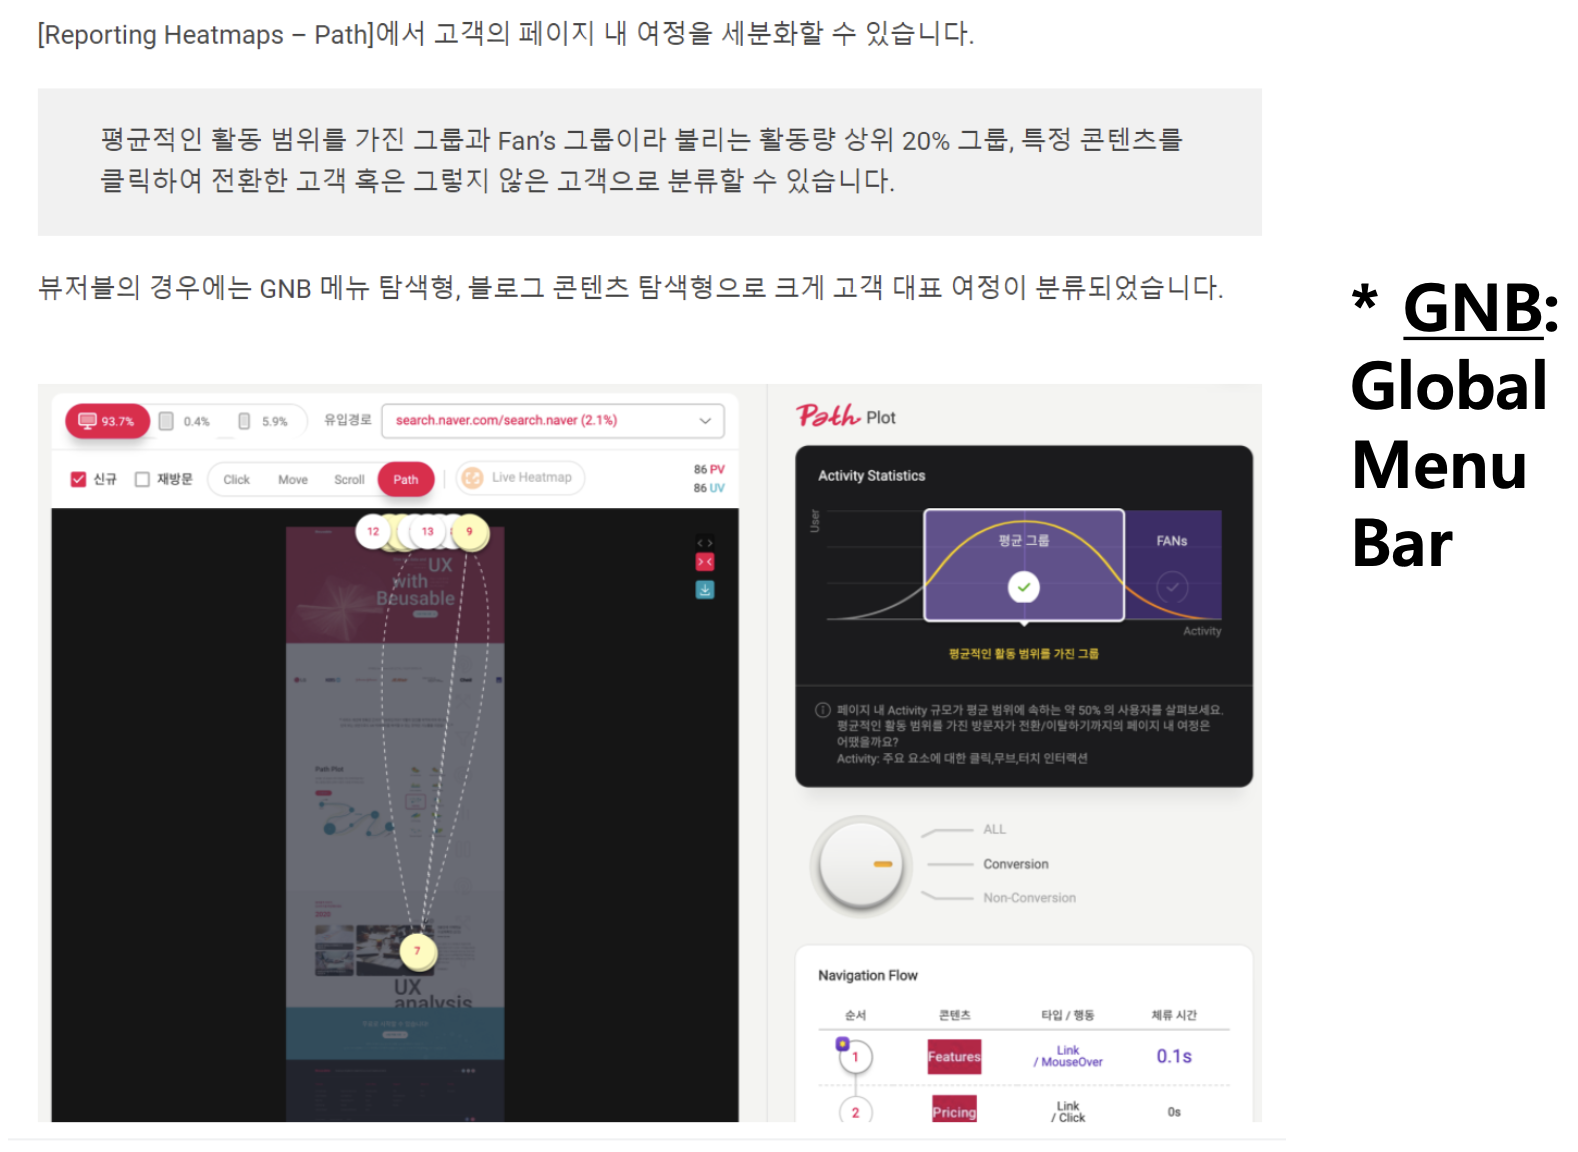 [Reporting Heatmaps – Path]에서 고객의 페이지 내 여정을 세분화할 수 있습니다.
평균적인 활동 범위를 가진 그룹과 Fan’s 그룹이라 불리는 활동량 상위 20% 그룹, 특정 콘텐츠를
클릭하여 전환한 고객 혹은 그렇지 않은 고객으로 분류할 수 있습니다.
뷰저블의 경우에는 GNB 메뉴 탐색형, 블로그 콘텐츠 탐색형으로 크게 고객 대표 여정이 분류되었습니다.
* GNB:
Global
Menu
Bar
93.7% 0.4% 5.9% 유입경로 search.naver.com/search.naver (2.1%)
신규 재방문 Click Move Scroll Path Live Heatmap
86 PV
86 UV
12 13 9
UX
with
Beusable
Path Plot
7
UX
analysis
Path Plot
Activity Statistics
User
평균 그룹 FANs
Activity
평균적인 활동 범위를 가진 그룹
페이지 내 Activity 규모가 평균 범위에 속하는 약 50% 의 사용자를 살펴보세요.
평균적인 활동 범위를 가진 방문자가 전환/이탈하기까지의 페이지 내 여정은
어땠을까요?
Activity: 주요 요소에 대한 클릭,무브,터치 인터랙션
ALL
Conversion
Non-Conversion
Navigation Flow
순서 콘텐츠 타입 / 행동 체류 시간
1 Features Link / MouseOver 0.1s
2 Pricing Link / Click 0s